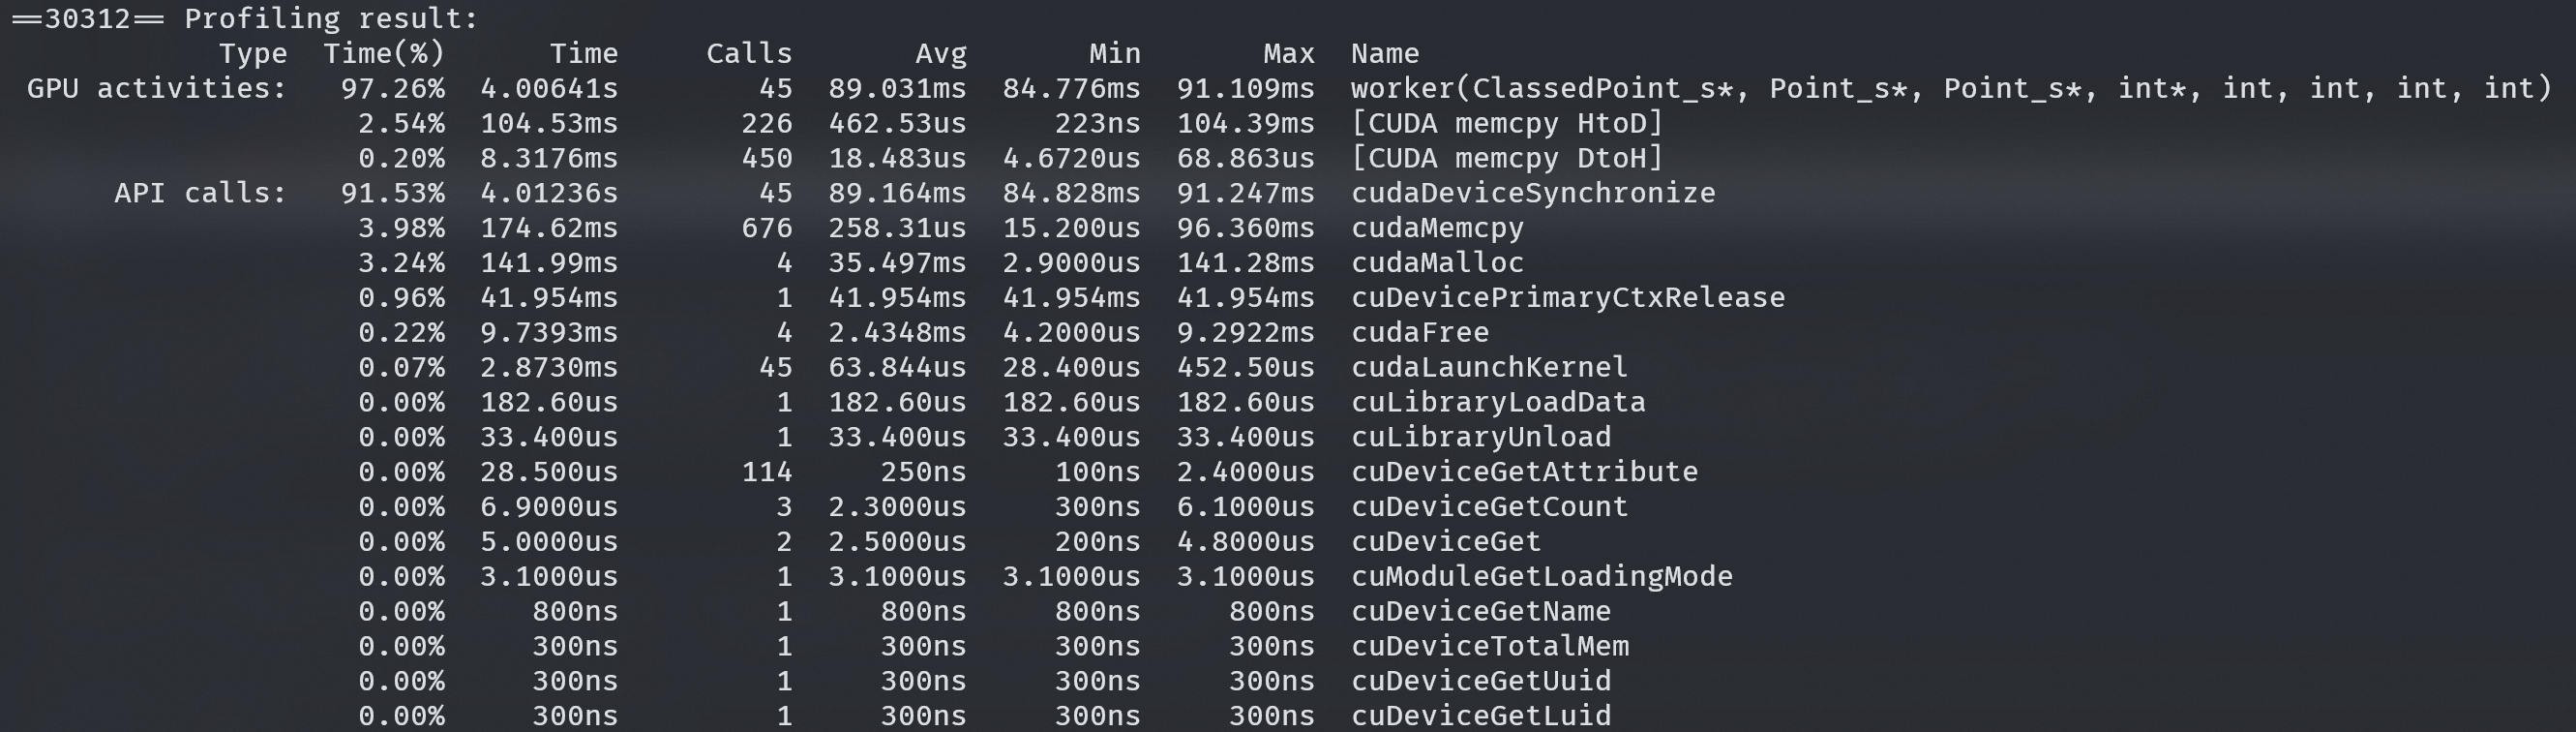 ==30312== Profiling result:
Type Time(%) Time Calls Avg Min Max Name
GPU activities: 97.26% 4.00641s 45 89.031ms 84.776ms 91.109ms worker(ClassedPoint_s*, Point_s*, Point_s*, int*, int, int, int, int)
2.54% 104.53ms 226 462.53us 223ns 104.39ms [CUDA memcpy HtoD]
0.20% 8.3176ms 450 18.483us 4.6720us 68.863us [CUDA memcpy DtoH]
API calls: 91.53% 4.01236s 45 89.164ms 84.828ms 91.247ms cudaDeviceSynchronize
3.98% 174.62ms 676 258.31us 15.200us 96.360ms cudaMemcpy
3.24% 141.99ms 4 35.497ms 2.9000us 141.28ms cudaMalloc
0.96% 41.954ms 1 41.954ms 41.954ms 41.954ms cuDevicePrimaryCtxRelease
0.22% 9.7393ms 4 2.4348ms 4.2000us 9.2922ms cudaFree
0.07% 2.8730ms 45 63.844us 28.400us 452.50us cudaLaunchKernel
0.00% 182.60us 1 182.60us 182.60us 182.60us cuLibraryLoadData
0.00% 33.400us 1 33.400us 33.400us 33.400us cuLibraryUnload
0.00% 28.500us 114 250ns 100ns 2.4000us cuDeviceGetAttribute
0.00% 6.9000us 3 2.3000us 300ns 6.1000us cuDeviceGetCount
0.00% 5.0000us 2 2.5000us 200ns 4.8000us cuDeviceGet
0.00% 3.1000us 1 3.1000us 3.1000us 3.1000us cuModuleGetLoadingMode
0.00% 800ns 1 800ns 800ns 800ns cuDeviceGetName
0.00% 300ns 1 300ns 300ns 300ns cuDeviceTotalMem
0.00% 300ns 1 300ns 300ns 300ns cuDeviceGetUuid
0.00% 300ns 1 300ns 300ns 300ns cuDeviceGetLuid